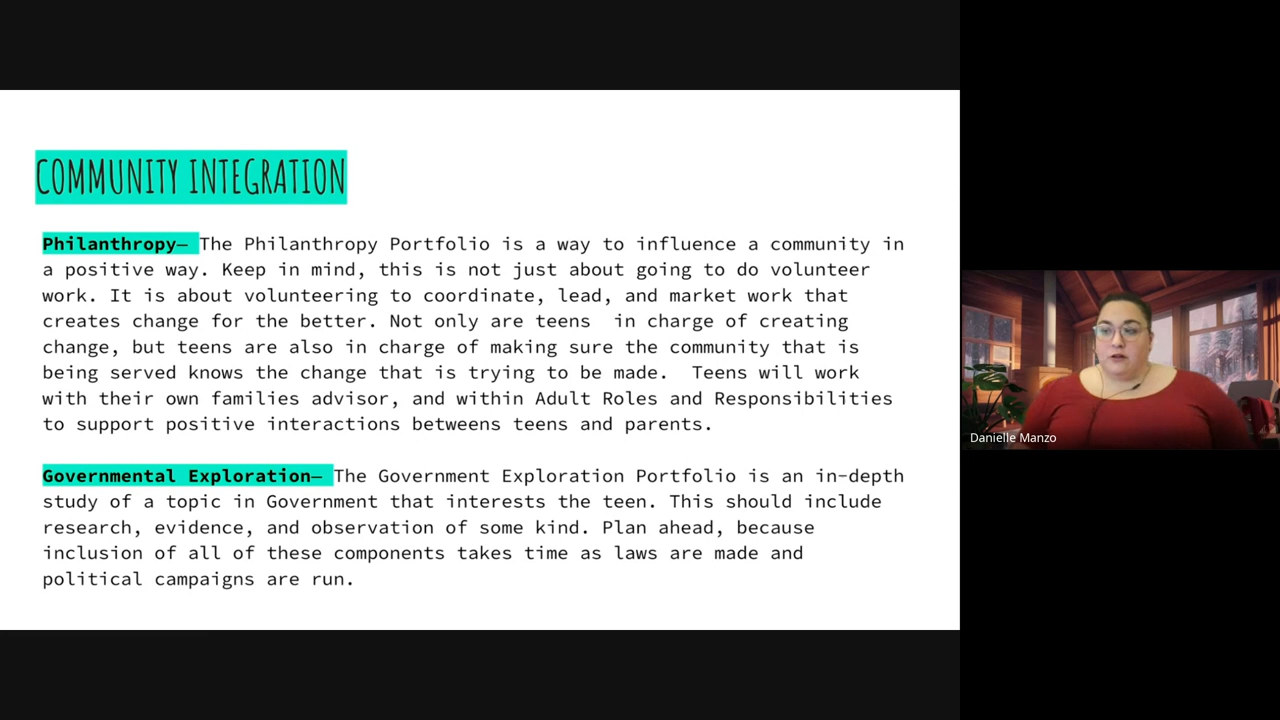 COMMUNITY INTEGRATION
Philanthropy— The Philanthropy Portfolio is a way to influence a community in
a positive way. Keep in mind, this is not just about going to do volunteer
work. It is about volunteering to coordinate, lead, and market work that
creates change for the better. Not only are teens  in charge of creating
change, but teens are also in charge of making sure the community that is
being served knows the change that is trying to be made.  Teens will work
with their own families advisor, and within Adult Roles and Responsibilities
to support positive interactions betweens teens and parents.
Governmental Exploration— The Government Exploration Portfolio is an in-depth
study of a topic in Government that interests the teen. This should include
research, evidence, and observation of some kind. Plan ahead, because
inclusion of all of these components takes time as laws are made and
political campaigns are run.
Danielle Manzo